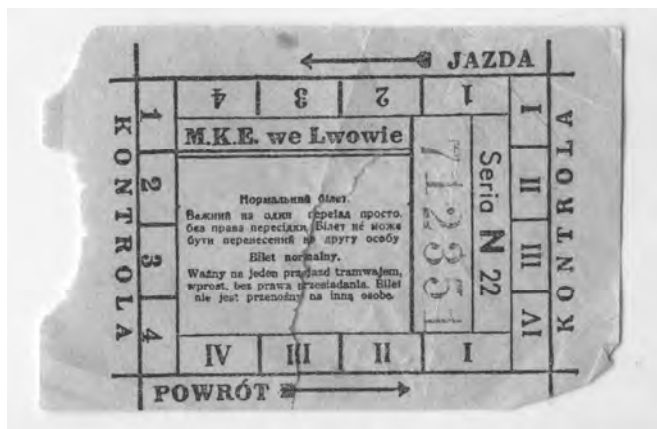 JAZDA
4 3 2 1
M.K.E. we Lwowie
Нормальний білет.
Важний на один переїзд просто,
без права пересідки. Білет не може
бути перенесений на другу особу
Bilet normalny.
Ważny na jeden przejazd tramwajem,
wprost, bez prawa przesiadania. Bilet
nie jest przenośny na inną osobę.
71235
Seria N 22
IV III II I
POWRÓT
KONTROLA
1 2 3 4
I II III IV
KONTROLA